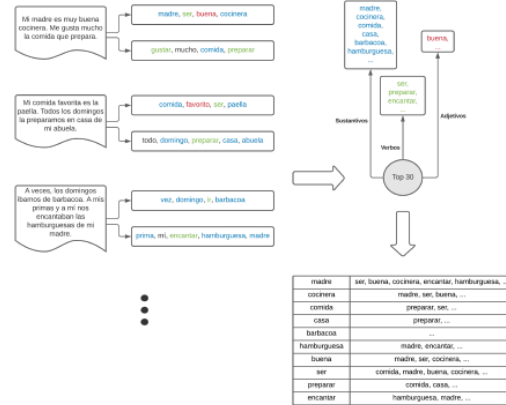 Mi madre es muy buena
cocinera. Me gusta mucho
la comida que prepara.
madre, ser, buena, cocinera
gustar, mucho, comida, preparar
Mi comida favorita es la
paella. Todos los domingos
la preparamos en casa de
mi abuela.
comida, favorito, ser, paella
todo, domingo, preparar, casa, abuela
A veces, los domingos
íbamos de barbacoa. A mis
primas y a mí nos
encantaban las
hamburguesas de mi
madre.
vez, domingo, ir, barbacoa
prima, mí, encantar, hamburguesa, madre
madre,
cocinera,
comida,
casa,
barbacoa,
hamburguesa,
...
buena,
...
ser,
preparar,
encantar,
...
Sustantivos
Verbos
Adjetivos
Top 30
madre ser, buena, cocinera, encantar, hamburguesa, ...
cocinera madre, ser, buena, ...
comida preparar, ser, ...
casa preparar, ...
barbacoa ...
hamburguesa madre, encantar, ...
buena madre, ser, cocinera, ...
ser comida, madre, buena, cocinera, ...
preparar comida, casa, ...
encantar hamburguesa, madre, ...